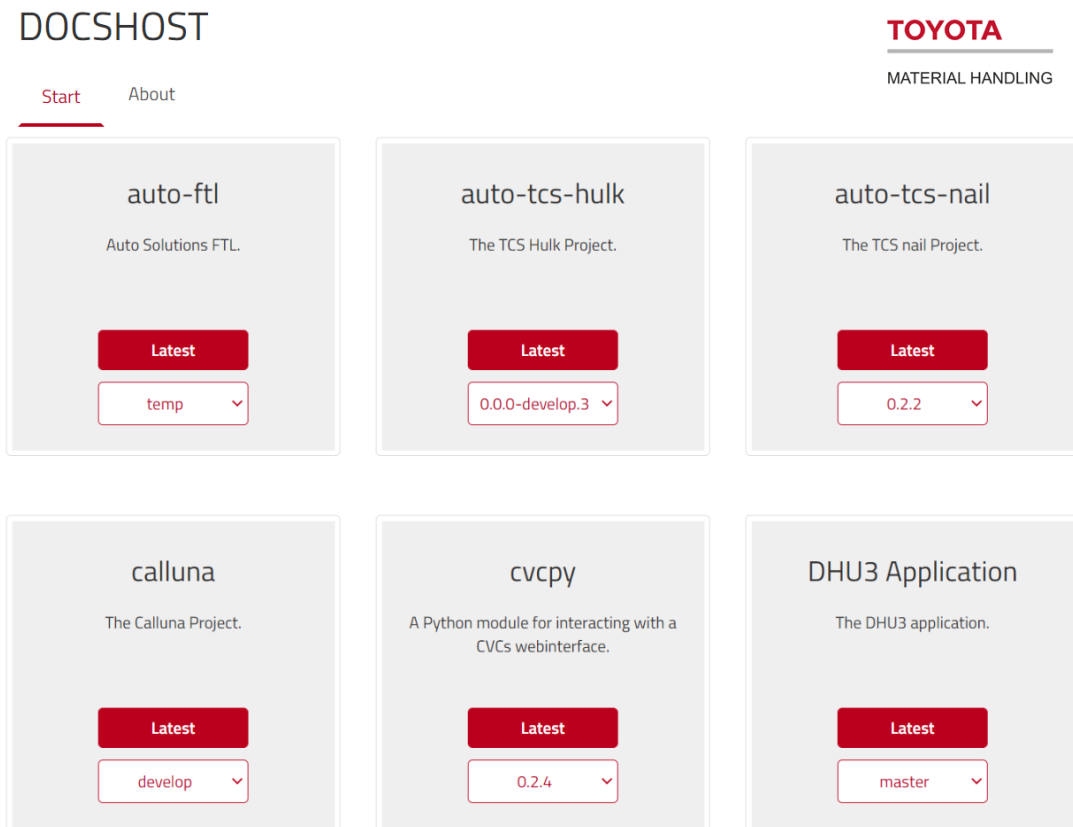 DOCSHOST
TOYOTA
MATERIAL HANDLING
Start
About
auto-ftl
Auto Solutions FTL.
Latest
temp
auto-tcs-hulk
The TCS Hulk Project.
Latest
0.0.0-develop.3
auto-tcs-nail
The TCS nail Project.
Latest
0.2.2
calluna
The Calluna Project.
Latest
develop
cvcpy
A Python module for interacting with a
CVCs webinterface.
Latest
0.2.4
DHU3 Application
The DHU3 application.
Latest
master